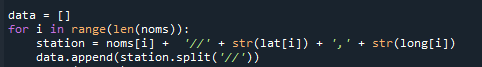 data = []
for i in range(len(noms)):
    station = noms[i] +  '//' + str(lat[i]) + ',' + str(long[i])
    data.append(station.split('//'))